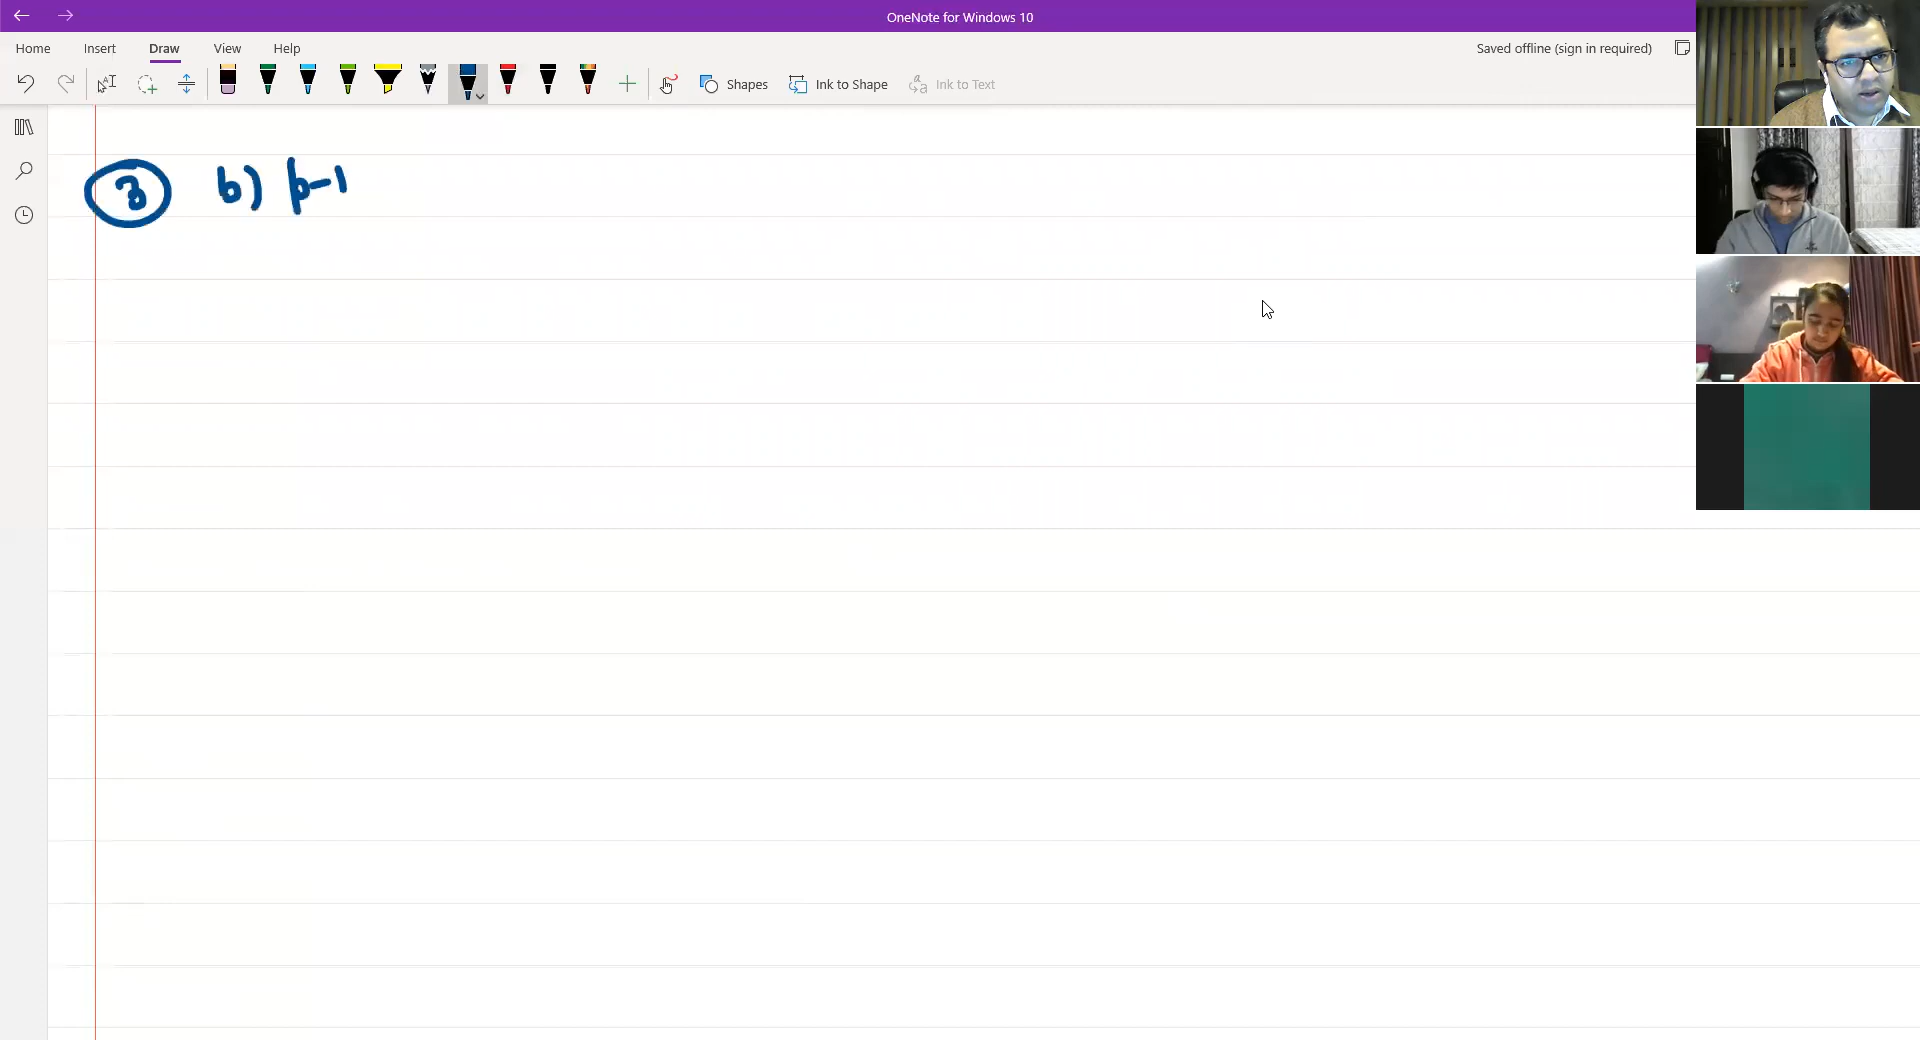 OneNote for Windows 10
Home Insert Draw View Help
Saved offline (sign in required)
Shapes Ink to Shape Ink to Text
3 b) p-1